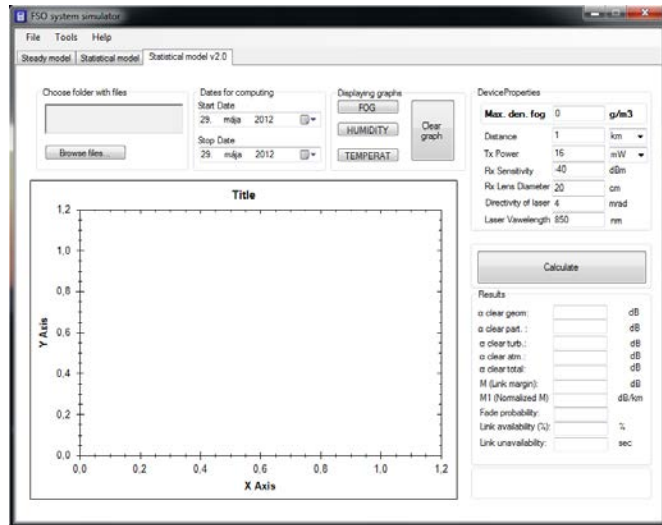 FSO system simulator
File Tools Help
Steady model Statistical model Statistical model v2.0
Choose folder with files
Browse files...
Dates for computing
Start Date
29. mája 2012
Stop Date
29. mája 2012
Displaying graphs
FOG
HUMIDITY
TEMPERAT
Clear graph
DeviceProperties
Max. den. fog 0 g/m3
Distance 1 km
Tx Power 16 mW
Rx Sensitivity -40 dBm
Rx Lens Diameter 20 cm
Directivity of laser 4 mrad
Laser Vawelength 850 nm
Calculate
Results
α clear geom: dB
α clear part. : dB
α clear turb.: dB
α clear atm.: dB
α clear total: dB
M (Link margin): dB
M1 (Normalized M) dB/km
Fade probability:
Link availability (%): %
Link unavailability: sec
Title
Y Axis
1,2
1,0
0,8
0,6
0,4
0,2
0,0
0,0 0,2 0,4 0,6 0,8 1,0 1,2
X Axis